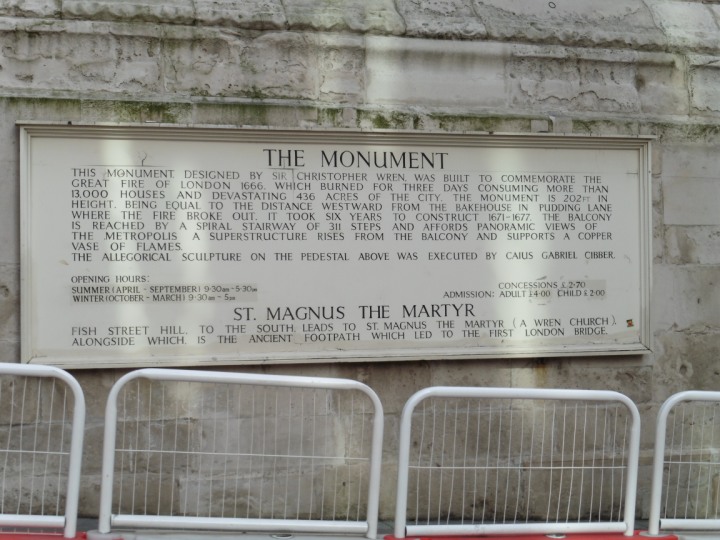 THE MONUMENT
THIS MONUMENT DESIGNED BY SIR CHRISTOPHER WREN, WAS BUILT TO COMMEMORATE THE
GREAT FIRE OF LONDON 1666, WHICH BURNED FOR THREE DAYS CONSUMING MORE THAN
13,000 HOUSES AND DEVASTATING 436 ACRES OF THE CITY. THE MONUMENT IS 202FT IN
HEIGHT, BEING EQUAL TO THE DISTANCE WESTWARD FROM THE BAKEHOUSE IN PUDDING LANE
WHERE THE FIRE BROKE OUT. IT TOOK SIX YEARS TO CONSTRUCT 1671-1677. THE BALCONY
IS REACHED BY A SPIRAL STAIRWAY OF 311 STEPS AND AFFORDS PANORAMIC VIEWS OF
THE METROPOLIS A SUPERSTRUCTURE RISES FROM THE BALCONY AND SUPPORTS A COPPER
VASE OF FLAMES.
THE ALLEGORICAL SCULPTURE ON THE PEDESTAL ABOVE WAS EXECUTED BY CAIUS GABRIEL CIBBER.
OPENING HOURS:
SUMMER (APRIL - SEPTEMBER) 9·30am - 5·30pm
WINTER (OCTOBER - MARCH) 9·30am - 5pm
CONCESSIONS £2·70
ADMISSION: ADULT £4·00 CHILD £2·00
ST. MAGNUS THE MARTYR
FISH STREET HILL, TO THE SOUTH, LEADS TO ST. MAGNUS THE MARTYR (A WREN CHURCH)
ALONGSIDE WHICH IS THE ANCIENT FOOTPATH WHICH LED TO THE FIRST LONDON BRIDGE.